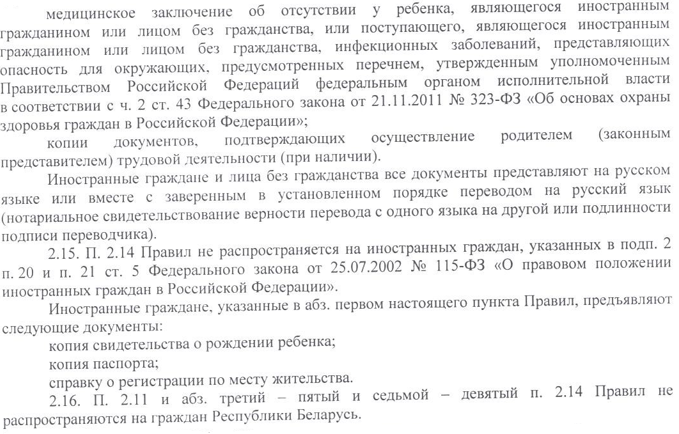 медицинское заключение об отсутствии у ребенка, являющегося иностранным
гражданином или лицом без гражданства, или поступающего, являющегося иностранным
гражданином или лицом без гражданства, инфекционных заболеваний, представляющих
опасность для окружающих, предусмотренных перечнем, утвержденным уполномоченным
Правительством Российской Федераций федеральным органом исполнительной власти
в соответствии с ч. 2 ст. 43 Федерального закона от 21.11.2011 № 323-ФЗ «Об основах охраны
здоровья граждан в Российской Федерации»;
копии документов, подтверждающих осуществление родителем (законным
представителем) трудовой деятельности (при наличии).
Иностранные граждане и лица без гражданства все документы представляют на русском
языке или вместе с заверенным в установленном порядке переводом на русский язык
(нотариальное свидетельствование верности перевода с одного языка на другой или подлинности
подписи переводчика).
2.15. П. 2.14 Правил не распространяется на иностранных граждан, указанных в подп. 2
п. 20 и п. 21 ст. 5 Федерального закона от 25.07.2002 № 115-ФЗ «О правовом положении
иностранных граждан в Российской Федерации».
Иностранные граждане, указанные в абз. первом настоящего пункта Правил, предъявляют
следующие документы:
копия свидетельства о рождении ребенка;
копия паспорта;
справку о регистрации по месту жительства.
2.16. П. 2.11 и абз. третий – пятый и седьмой – девятый п. 2.14 Правил не
распространяются на граждан Республики Беларусь.